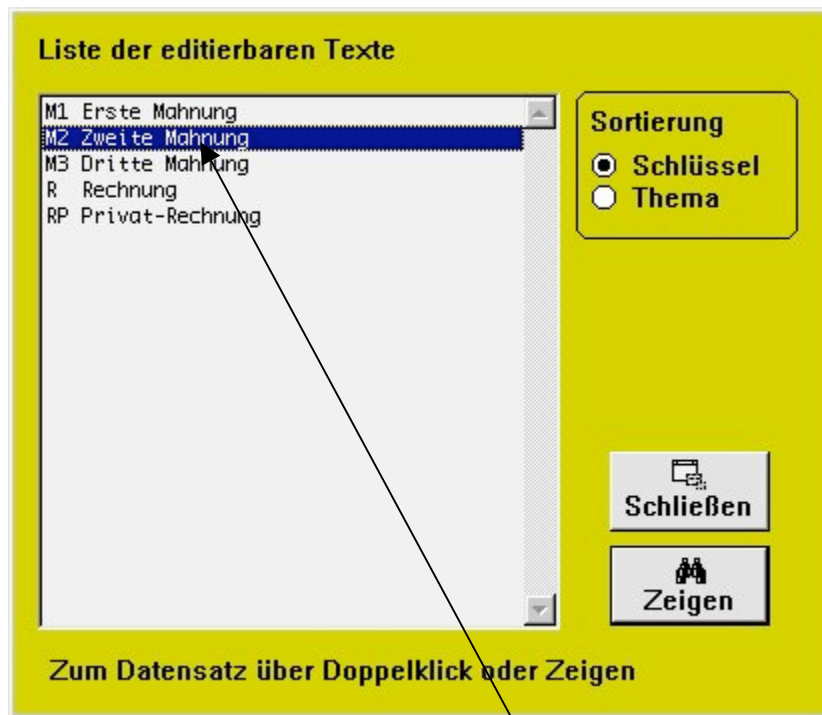 Liste der editierbaren Texte
M1 Erste Mahnung
M2 Zweite Mahnung
M3 Dritte Mahnung
R Rechnung
RP Privat-Rechnung
Sortierung
Schlüssel
Thema
Schließen
Zeigen
Zum Datensatz über Doppelklick oder Zeigen